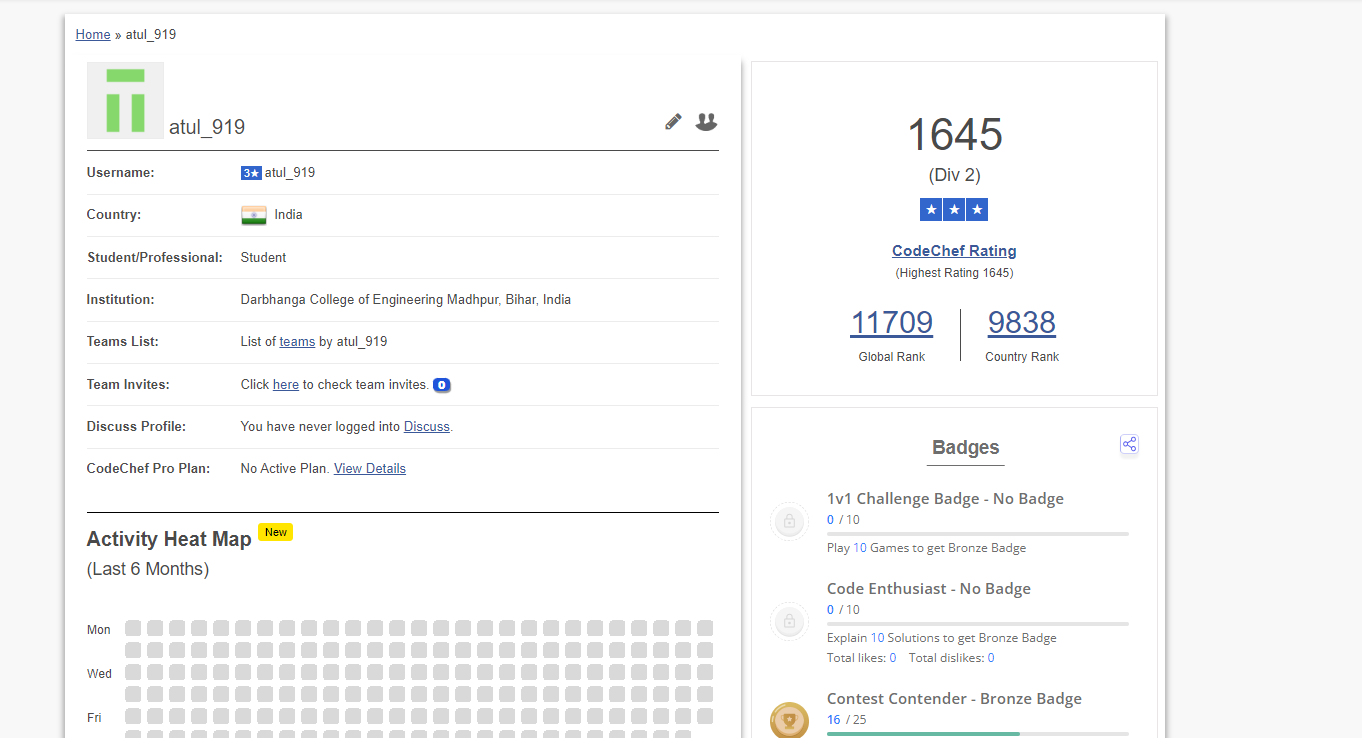 Home » atul_919
atul_919
Username: 3★ atul_919
Country: India
Student/Professional: Student
Institution: Darbhanga College of Engineering Madhpur, Bihar, India
Teams List: List of teams by atul_919
Team Invites: Click here to check team invites. 0
Discuss Profile: You have never logged into Discuss.
CodeChef Pro Plan: No Active Plan. View Details
Activity Heat Map New
(Last 6 Months)
Mon
Wed
Fri
1645
(Div 2)
★ ★ ★
CodeChef Rating
(Highest Rating 1645)
11709 9838
Global Rank Country Rank
Badges
1v1 Challenge Badge - No Badge
0 / 10
Play 10 Games to get Bronze Badge
Code Enthusiast - No Badge
0 / 10
Explain 10 Solutions to get Bronze Badge
Total likes: 0 Total dislikes: 0
Contest Contender - Bronze Badge
16 / 25